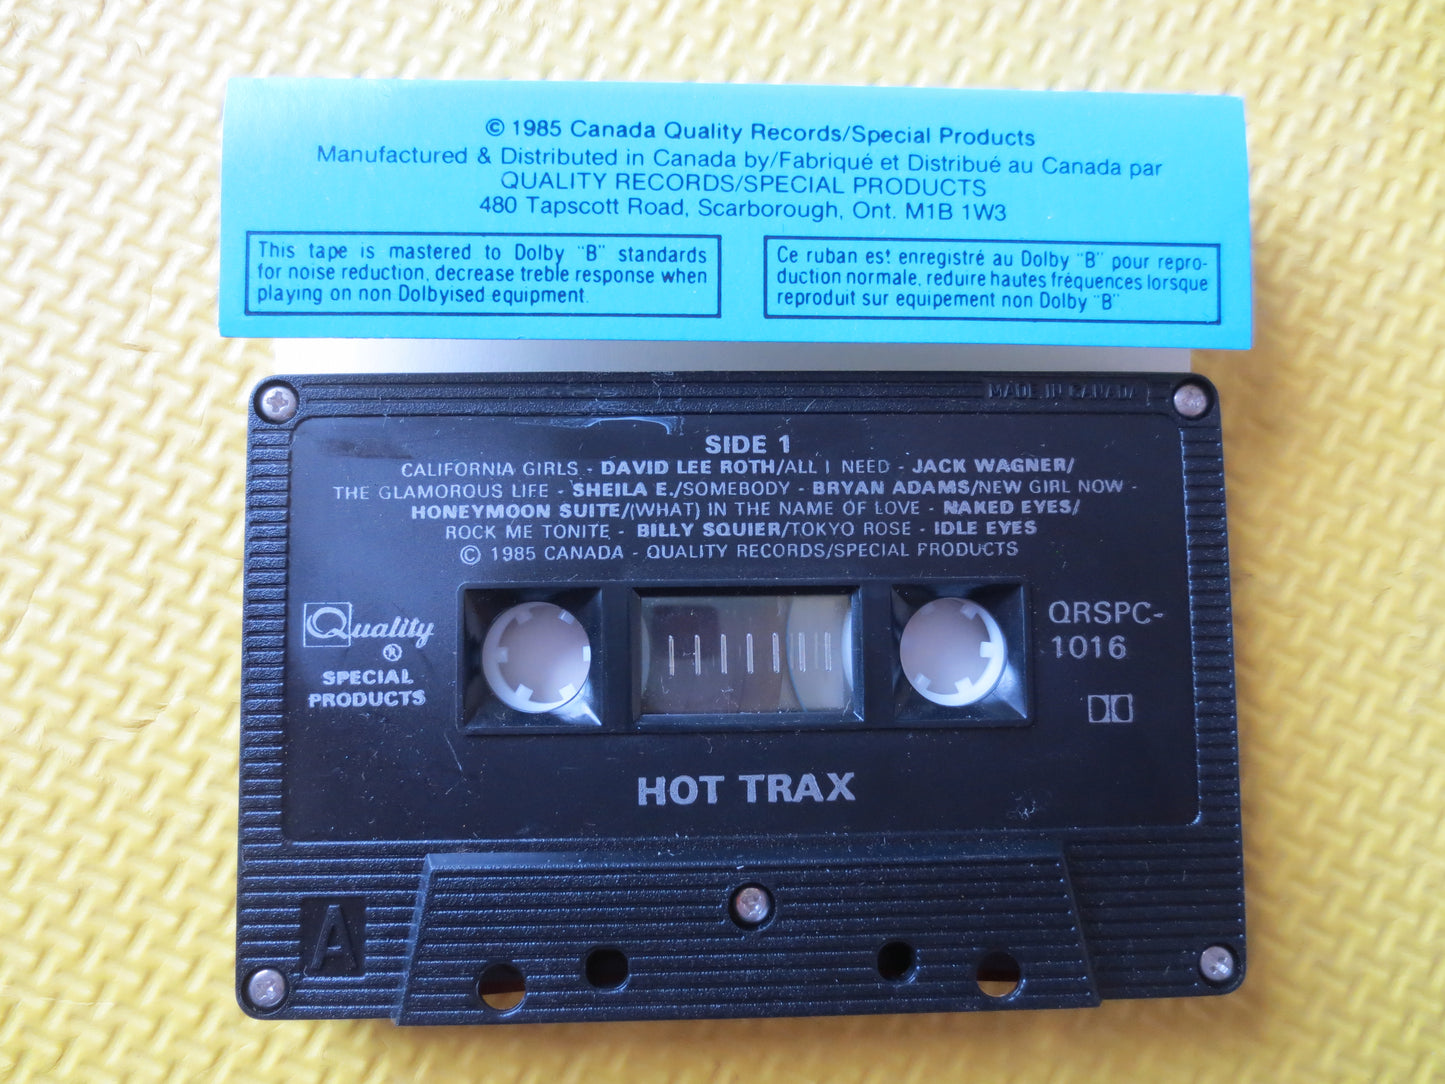 © 1985 Canada Quality Records/Special Products
Manufactured & Distributed in Canada by/Fabriqué et Distribué au Canada par
QUALITY RECORDS/SPECIAL PRODUCTS
480 Tapscott Road, Scarborough, Ont. M1B 1W3
This tape is mastered to Dolby "B" standards
for noise reduction, decrease treble response when
playing on non Dolbyised equipment.
Ce ruban est enregistré au Dolby "B" pour repro-
duction normale, reduire hautes fréquences lorsque
reproduit sur equipement non Dolby "B"
MADE IN CANADA
SIDE 1
CALIFORNIA GIRLS - DAVID LEE ROTH/ALL I NEED - JACK WAGNER/
THE GLAMOROUS LIFE - SHEILA E./SOMEBODY - BRYAN ADAMS/NEW GIRL NOW -
HONEYMOON SUITE/(WHAT) IN THE NAME OF LOVE - NAKED EYES/
ROCK ME TONITE - BILLY SQUIER/TOKYO ROSE - IDLE EYES
© 1985 CANADA - QUALITY RECORDS/SPECIAL PRODUCTS
Quality
®
SPECIAL
PRODUCTS
QRSPC-
1016
HOT TRAX
A